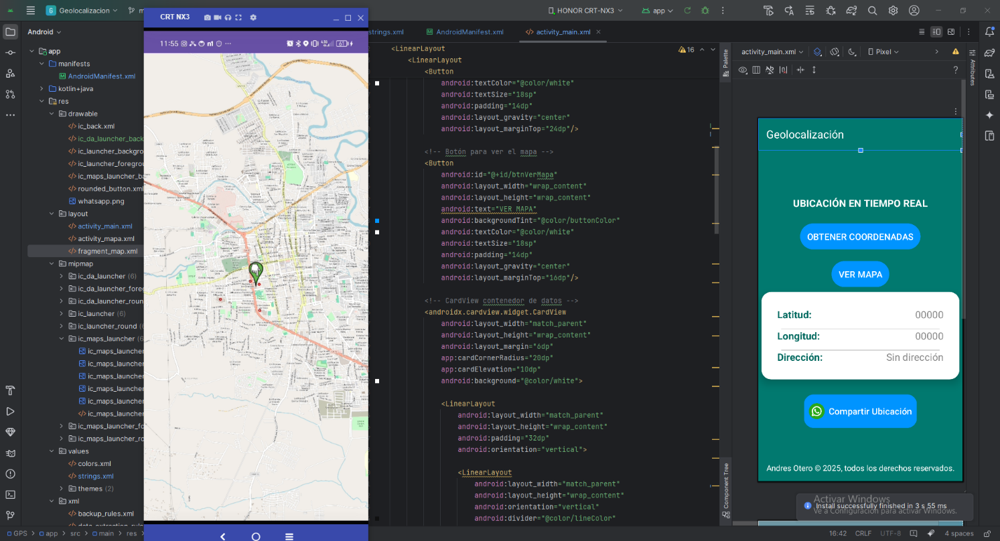 Geolocalizacion
m
CRT NX3
HONOR CRT-NX3
app
Android
strings.xml
AndroidManifest.xml
activity_main.xml
11:55
61
app
manifests
AndroidManifest.xml
kotlin+java
res
drawable
ic_back.xml
ic_da_launcher_back
ic_launcher_backgro
ic_launcher_foregrou
ic_maps_launcher_b
rounded_button.xml
whatsapp.png
layout
activity_main.xml
activity_mapa.xml
fragment_map.xml
mipmap
ic_da_launcher (6)
ic_da_launcher_foreg
ic_da_launcher_roun
ic_launcher (6)
ic_launcher_round (6
ic_maps_launcher (6
ic_maps_launcher
ic_maps_launcher
ic_maps_launcher
ic_maps_launcher
ic_maps_launcher
ic_maps_launcher
ic_maps_launcher_fo
ic_maps_launcher_ro
values
colors.xml
strings.xml
themes (2)
xml
backup_rules.xml
data_extraction_rule
<LinearLayout
<LinearLayout
<Button
android:textColor="@color/white"
android:textSize="18sp"
android:padding="14dp"
android:layout_gravity="center"
android:layout_marginTop="24dp"/>
<!-- Botón para ver el mapa -->
<Button
android:id="@+id/btnVerMapa"
android:layout_width="wrap_content"
android:layout_height="wrap_content"
android:text="VER MAPA"
android:backgroundTint="@color/buttonColor"
android:textColor="@color/white"
android:textSize="18sp"
android:padding="14dp"
android:layout_gravity="center"
android:layout_marginTop="16dp"/>
<!-- CardView contenedor de datos -->
<androidx.cardview.widget.CardView
android:layout_width="match_parent"
android:layout_height="wrap_content"
android:layout_margin="6dp"
app:cardCornerRadius="20dp"
app:cardElevation="10dp"
android:background="@color/white">
<LinearLayout
android:layout_width="match_parent"
android:layout_height="wrap_content"
android:padding="32dp"
android:orientation="vertical">
<LinearLayout
android:layout_width="match_parent"
android:layout_height="wrap_content"
android:orientation="vertical"
android:divider="@color/lineColor"
16
Palette
Component Tree
activity_main.xml
Pixel
Attributes
Geolocalización
UBICACIÓN EN TIEMPO REAL
OBTENER COORDENADAS
VER MAPA
Latitud: 00000
Longitud: 00000
Dirección: Sin dirección
Compartir Ubicación
Andres Otero © 2025, todos los derechos reservados.
Activar Windows
Install successfully finished in 3 s 55 ms
Ve a Configuración para activar Windows.
GPS > app > src > main > res >
16:42 CRLF UTF-8 4 spaces